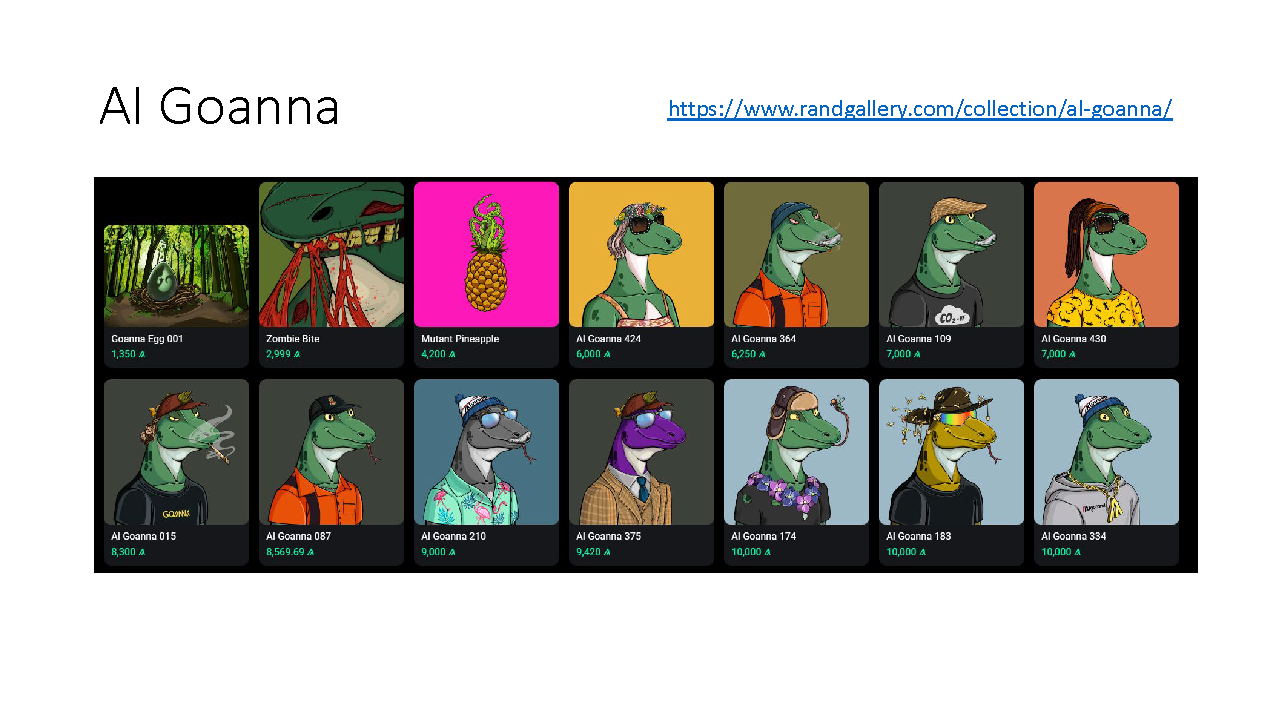 Al Goanna
https://www.randgallery.com/collection/al-goanna/
Goanna Egg 001
1,350
Zombie Bite
2,999
Mutant Pineapple
4,200
Al Goanna 424
6,000
Al Goanna 364
6,250
CO₂-W
Al Goanna 109
7,000
Al Goanna 430
7,000
GOANNA
Al Goanna 015
8,300
Al Goanna 087
8,569.69
Al Goanna 210
9,000
Al Goanna 375
9,420
Al Goanna 174
10,000
Al Goanna 183
10,000
Al Goanna 334
10,000